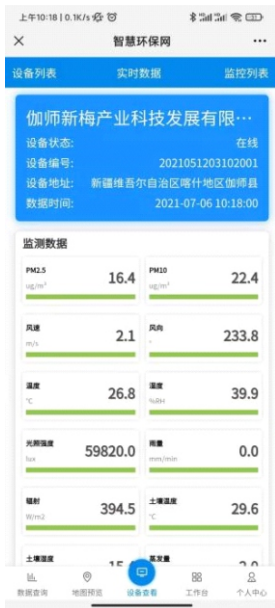 上午10:18 | 0.1K/s
智慧环保网
设备列表 实时数据 监控列表
伽师新梅产业科技发展有限…
设备状态: 在线
设备编号: 2021051203102001
设备地址: 新疆维吾尔自治区喀什地区伽师县
数据时间: 2021-07-06 10:18:00
监测数据
PM2.5 16.4 PM10 22.4
ug/m³ ug/m³
风速 2.1 风向 233.8
m/s °
温度 26.8 湿度 39.9
℃ %RH
光照强度 59820.0 雨量 0.0
lux mm/min
辐射 394.5 土壤温度 29.6
W/m2 ℃
土壤湿度 蒸发量
数据查询 地图预览 设备查看 工作台 个人中心